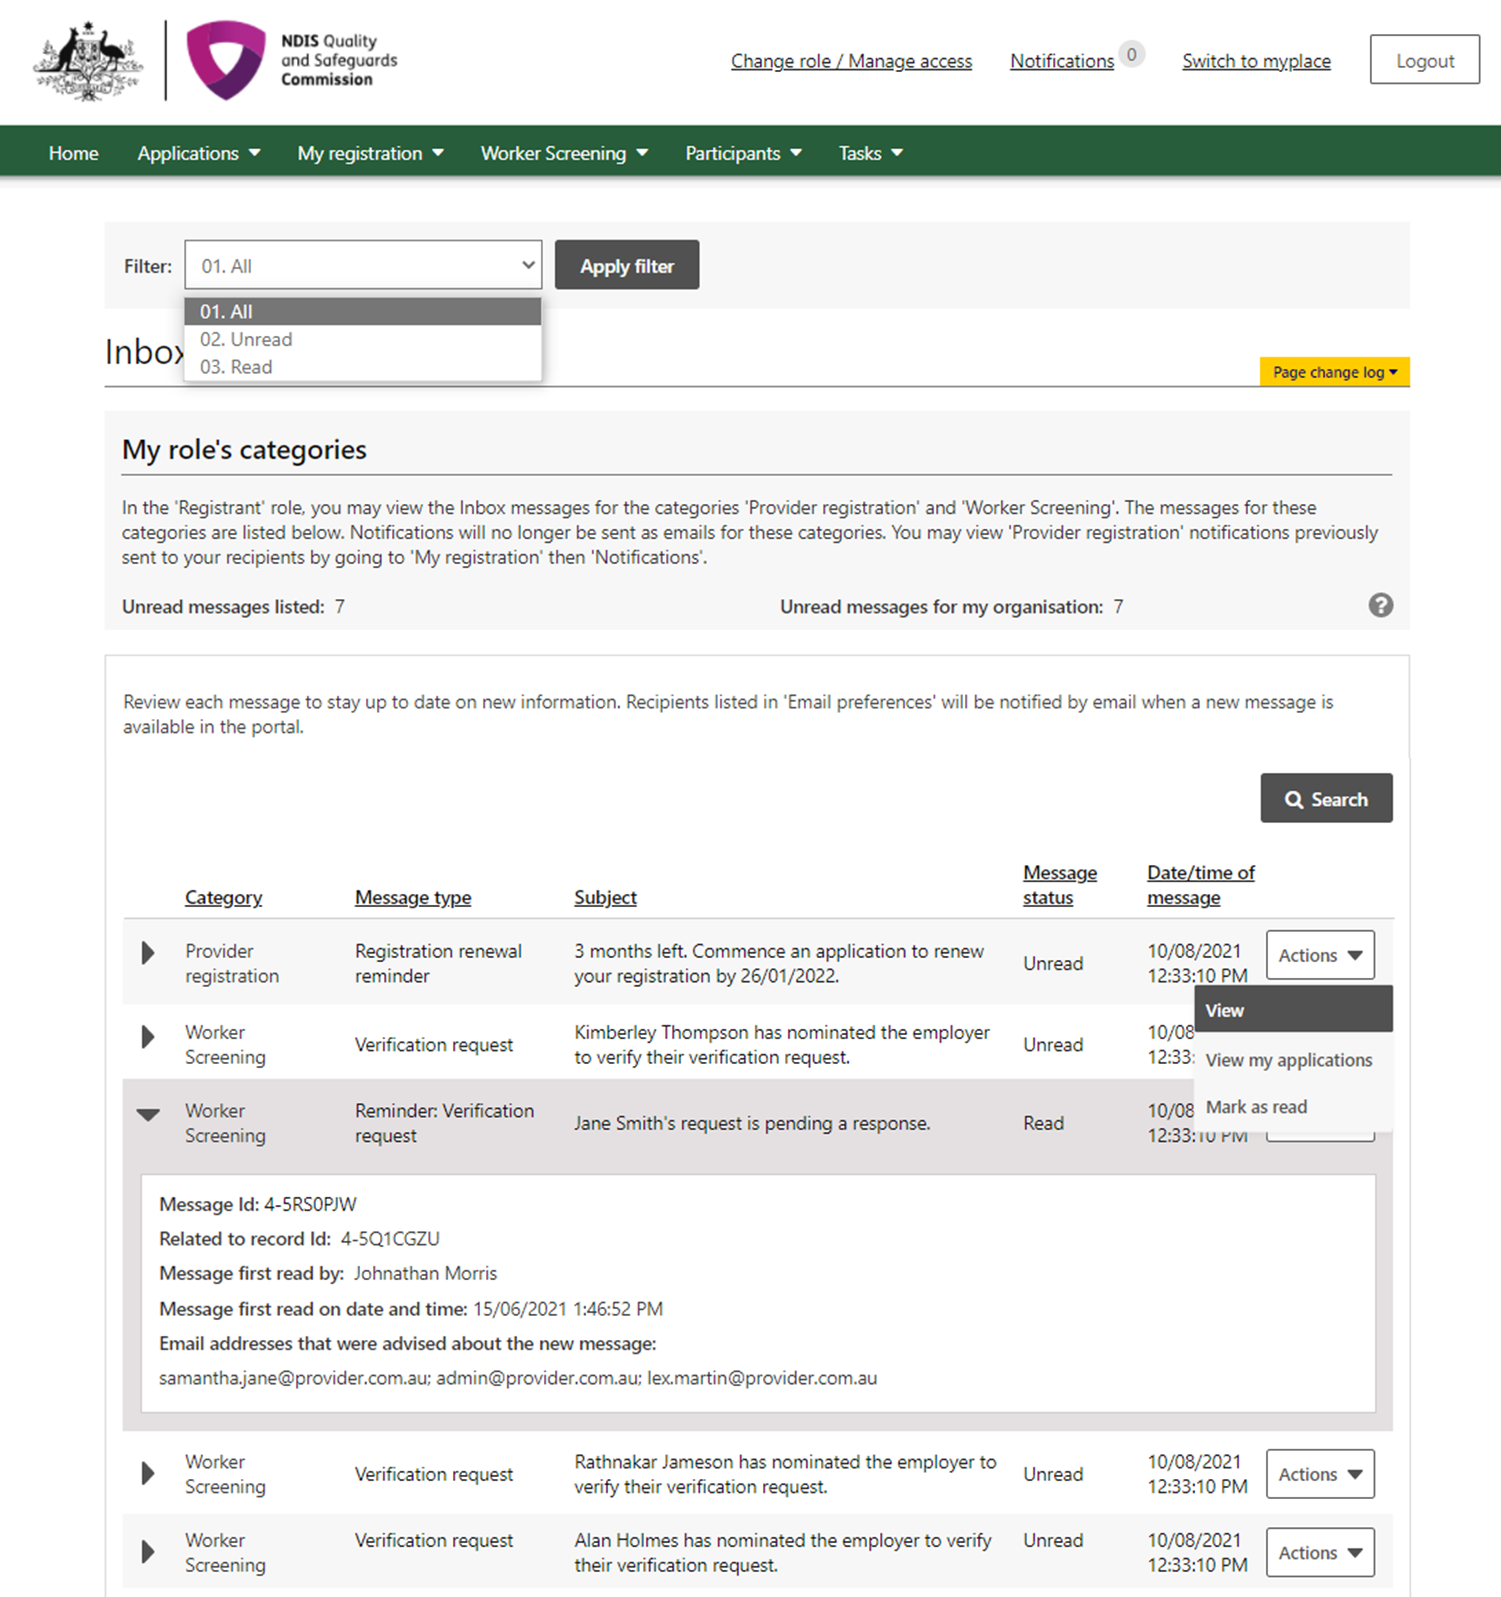 NDIS Quality
and Safeguards
Commission
Change role / Manage access
Notifications 0
Switch to myplace
Logout
Home
Applications
My registration
Worker Screening
Participants
Tasks
Filter:
01. All
Apply filter
01. All
02. Unread
03. Read
Inbox
Page change log
My role's categories
In the 'Registrant' role, you may view the Inbox messages for the categories 'Provider registration' and 'Worker Screening'. The messages for these
categories are listed below. Notifications will no longer be sent as emails for these categories. You may view 'Provider registration' notifications previously
sent to your recipients by going to 'My registration' then 'Notifications'.
Unread messages listed: 7
Unread messages for my organisation: 7
?
Review each message to stay up to date on new information. Recipients listed in 'Email preferences' will be notified by email when a new message is
available in the portal.
Search
Category
Message type
Subject
Message
status
Date/time of
message
Provider
registration
Registration renewal
reminder
3 months left. Commence an application to renew
your registration by 26/01/2022.
Unread
10/08/2021
12:33:10 PM
Actions
View
View my applications
Mark as read
Worker
Screening
Verification request
Kimberley Thompson has nominated the employer
to verify their verification request.
Unread
10/08
12:33:
Worker
Screening
Reminder: Verification
request
Jane Smith's request is pending a response.
Read
10/08
12:33:10 PM
Message Id: 4-5RS0PJW
Related to record Id: 4-5Q1CGZU
Message first read by: Johnathan Morris
Message first read on date and time: 15/06/2021 1:46:52 PM
Email addresses that were advised about the new message:
samantha.jane@provider.com.au; admin@provider.com.au; lex.martin@provider.com.au
Worker
Screening
Verification request
Rathnakar Jameson has nominated the employer to
verify their verification request.
Unread
10/08/2021
12:33:10 PM
Actions
Worker
Screening
Verification request
Alan Holmes has nominated the employer to verify
their verification request.
Unread
10/08/2021
12:33:10 PM
Actions